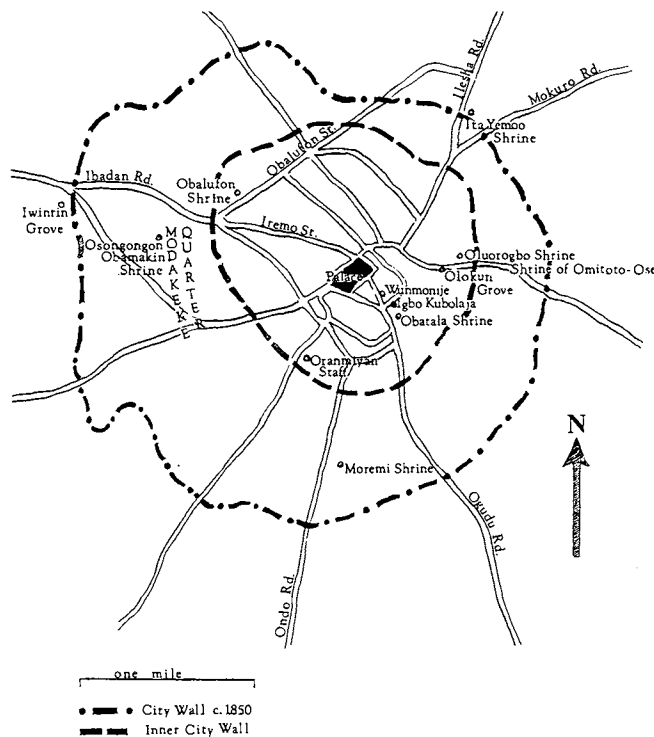 Ilesha Rd.
Mokuro Rd.
Ita Yemoo
Shrine
Obalufon St.
Ibadan Rd.
Obalufon
Shrine
Iwinrin
Grove
Iremo St.
Osongongon
Obamakin
Shrine
MODAKEKE
QUARTER
Oluorogbo Shrine
Shrine of Omitoto-Ose
Olokun
Grove
Palace
Wunmonije
Igbo Kubolaja
Obatala Shrine
Oranmiyan
Staff
N
Moremi Shrine
Ogudu Rd.
Ondo Rd.
one mile
City Wall c.1850
Inner City Wall